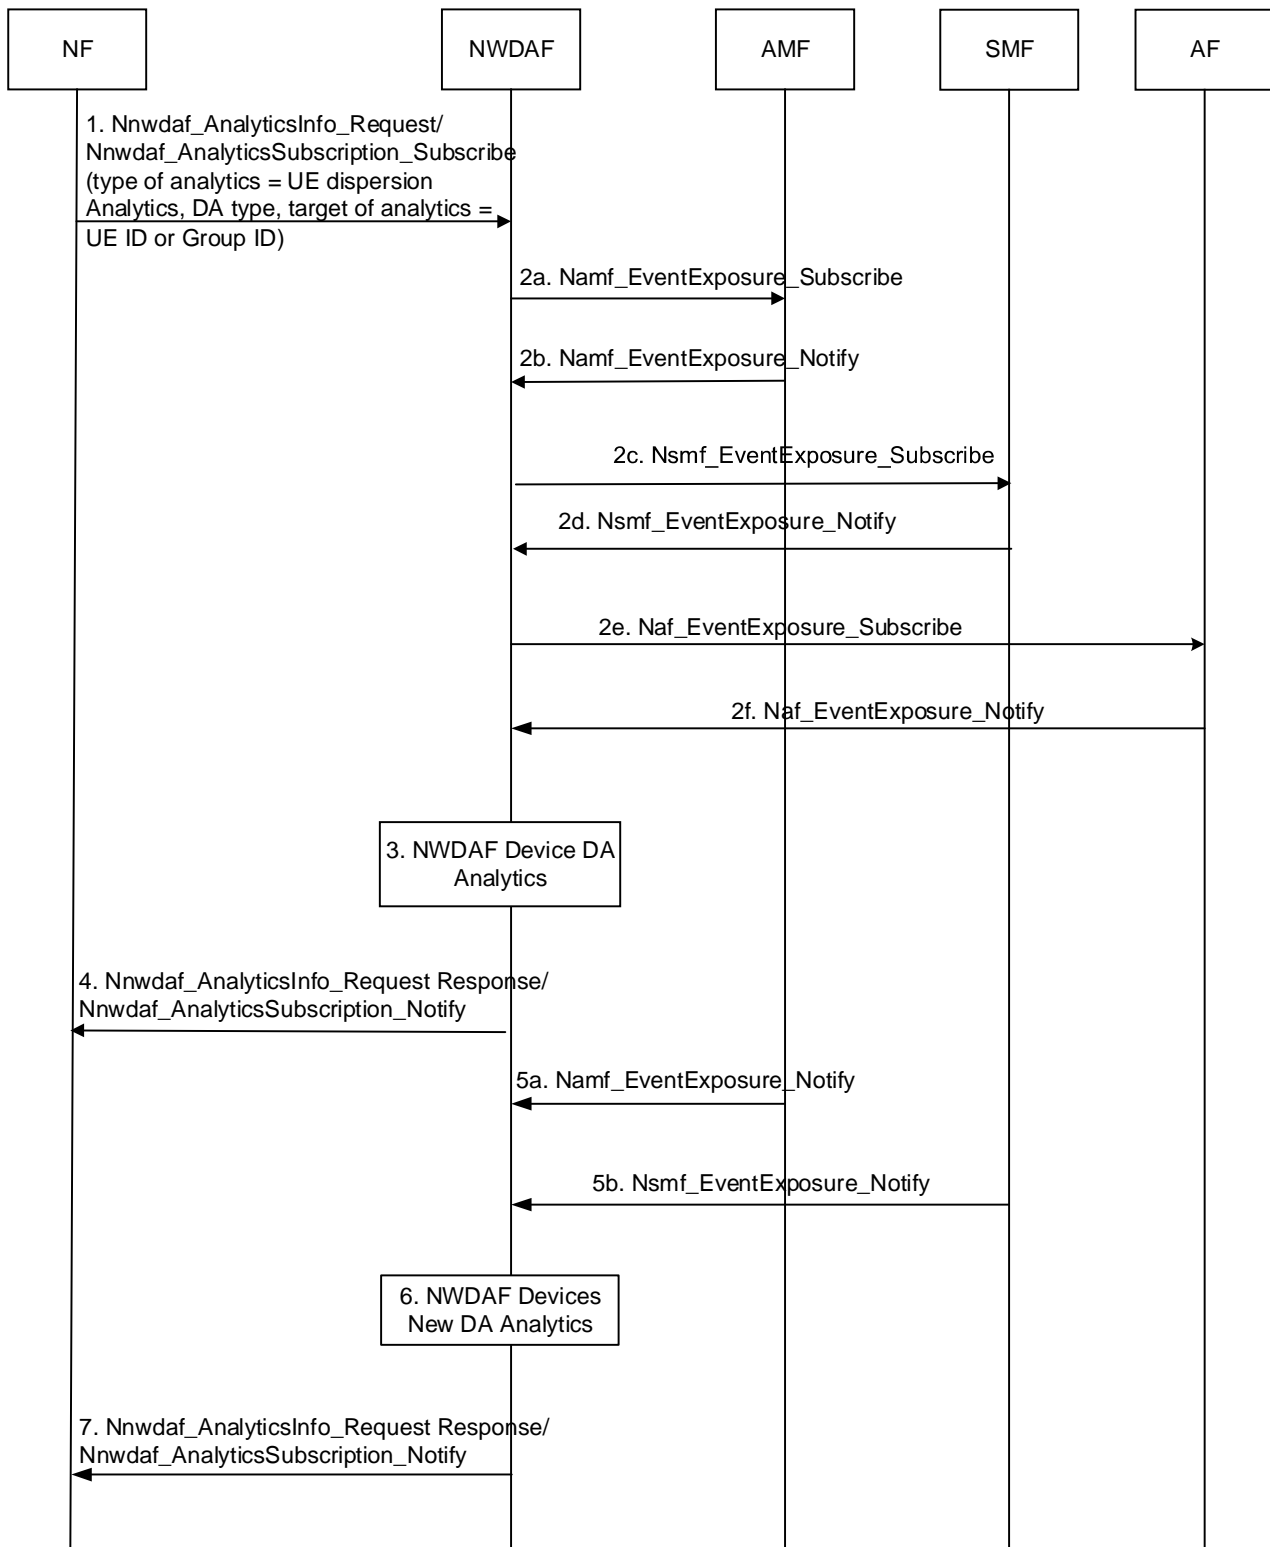 NF
NWDAF
AMF
SMF
AF
1. Nnwdaf_AnalyticsInfo_Request/
Nnwdaf_AnalyticsSubscription_Subscribe
(type of analytics = UE dispersion
Analytics, DA type, target of analytics =
UE ID or Group ID)
2a. Namf_EventExposure_Subscribe
2b. Namf_EventExposure_Notify
2c. Nsmf_EventExposure_Subscribe
2d. Nsmf_EventExposure_Notify
2e. Naf_EventExposure_Subscribe
2f. Naf_EventExposure_Notify
3. NWDAF Device DA
Analytics
4. Nnwdaf_AnalyticsInfo_Request Response/
Nnwdaf_AnalyticsSubscription_Notify
5a. Namf_EventExposure_Notify
5b. Nsmf_EventExposure_Notify
6. NWDAF Devices
New DA Analytics
7. Nnwdaf_AnalyticsInfo_Request Response/
Nnwdaf_AnalyticsSubscription_Notify